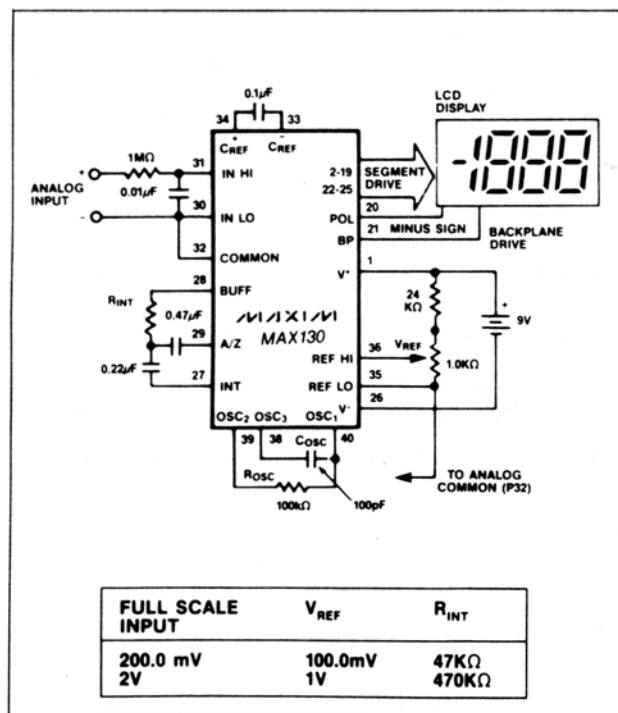 0.1µF
34 33
LCD DISPLAY
CREF+ CREF-
1MΩ
31 IN HI
+
ANALOG INPUT
-
0.01µF
30 IN LO
32 COMMON
2-19 SEGMENT DRIVE
22-25
20 POL
MINUS SIGN
21 BP
BACKPLANE DRIVE
-1888
1 V+
28 BUFF
RINT
0.47µF
29 A/Z
0.22µF
27 INT
MAXIM
MAX130
24 KΩ
+
9V
36 REF HI
VREF
1.0KΩ
35 REF LO
26 V-
OSC2 OSC3 OSC1
39 38 40
COSC
ROSC
100kΩ
100pF
TO ANALOG COMMON (P32)
FULL SCALE INPUT VREF RINT
200.0 mV 100.0mV 47KΩ
2V 1V 470KΩ